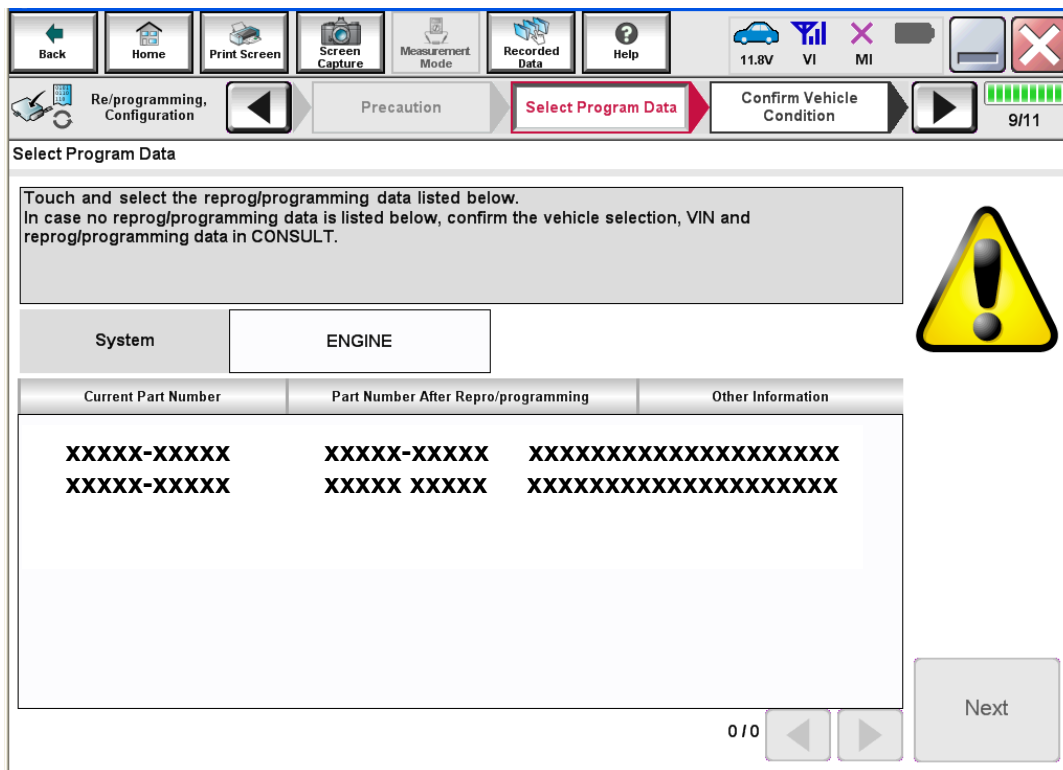 Back
Home
Print Screen
Screen
Capture
Measurement
Mode
Recorded
Data
Help
11.8V
VI
MI
Re/programming,
Configuration
Precaution
Select Program Data
Confirm Vehicle
Condition
9/11
Select Program Data
Touch and select the reprog/programming data listed below.
In case no reprog/programming data is listed below, confirm the vehicle selection, VIN and
reprog/programming data in CONSULT.
System
ENGINE
Current Part Number
Part Number After Repro/programming
Other Information
XXXXX-XXXXX XXXXX-XXXXX XXXXXXXXXXXXXXXXXXXX
XXXXX-XXXXX XXXXX XXXXX XXXXXXXXXXXXXXXXXXXX
Next
0/0